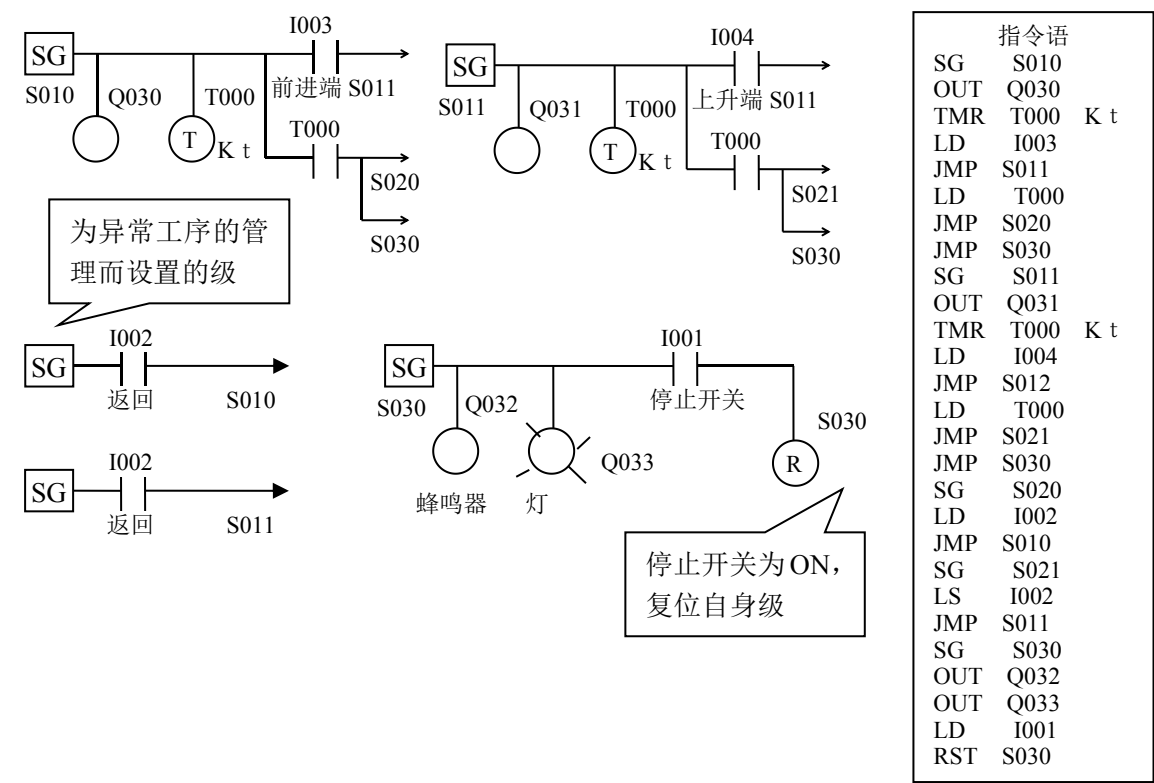 I003
SG
S010
Q030
T000
前进端 S011
T
K t
T000
S020
S030
I004
SG
S011
Q031
T000
上升端 S011
T
K t
T000
S021
S030
为异常工序的管
理而设置的级
I002
SG
返回
S010
I002
SG
返回
S011
I001
SG
S030
Q032
停止开关
S030
Q033
R
蜂鸣器
灯
停止开关为ON，
复位自身级
指令语
SG S010
OUT Q030
TMR T000 K t
LD I003
JMP S011
LD T000
JMP S020
JMP S030
SG S011
OUT Q031
TMR T000 K t
LD I004
JMP S012
LD T000
JMP S021
JMP S030
SG S020
LD I002
JMP S010
SG S021
LS I002
JMP S011
SG S030
OUT Q032
OUT Q033
LD I001
RST S030